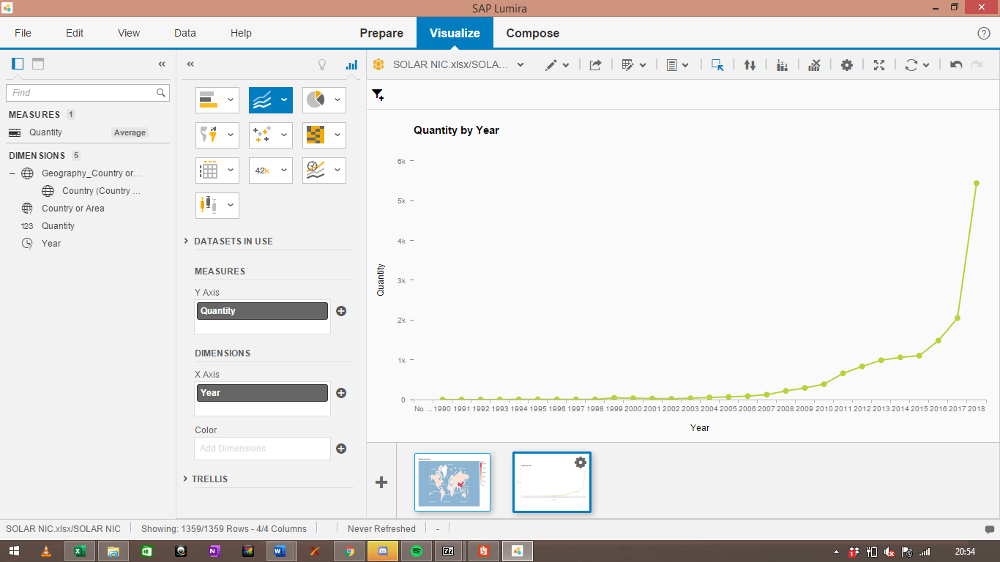 SAP Lumira
File Edit View Data Help Prepare Visualize Compose
SOLAR NIC.xlsx/SOLA...
Find
MEASURES 1
Quantity Average
DIMENSIONS 5
Geography_Country or...
Country (Country ...
Country or Area
123 Quantity
Year
42k
DATASETS IN USE
MEASURES
Y Axis
Quantity
DIMENSIONS
X Axis
Year
Color
Add Dimensions
TRELLIS
Quantity by Year
6k
5k
4k
3k
2k
1k
0
Quantity
No ... 1990 1991 1992 1993 1994 1995 1996 1997 1998 1999 2000 2001 2002 2003 2004 2005 2006 2007 2008 2009 2010 2011 2012 2013 2014 2015 2016 2017 2018
Year
SOLAR NIC.xlsx/SOLAR NIC Showing: 1359/1359 Rows - 4/4 Columns Never Refreshed -
20:54